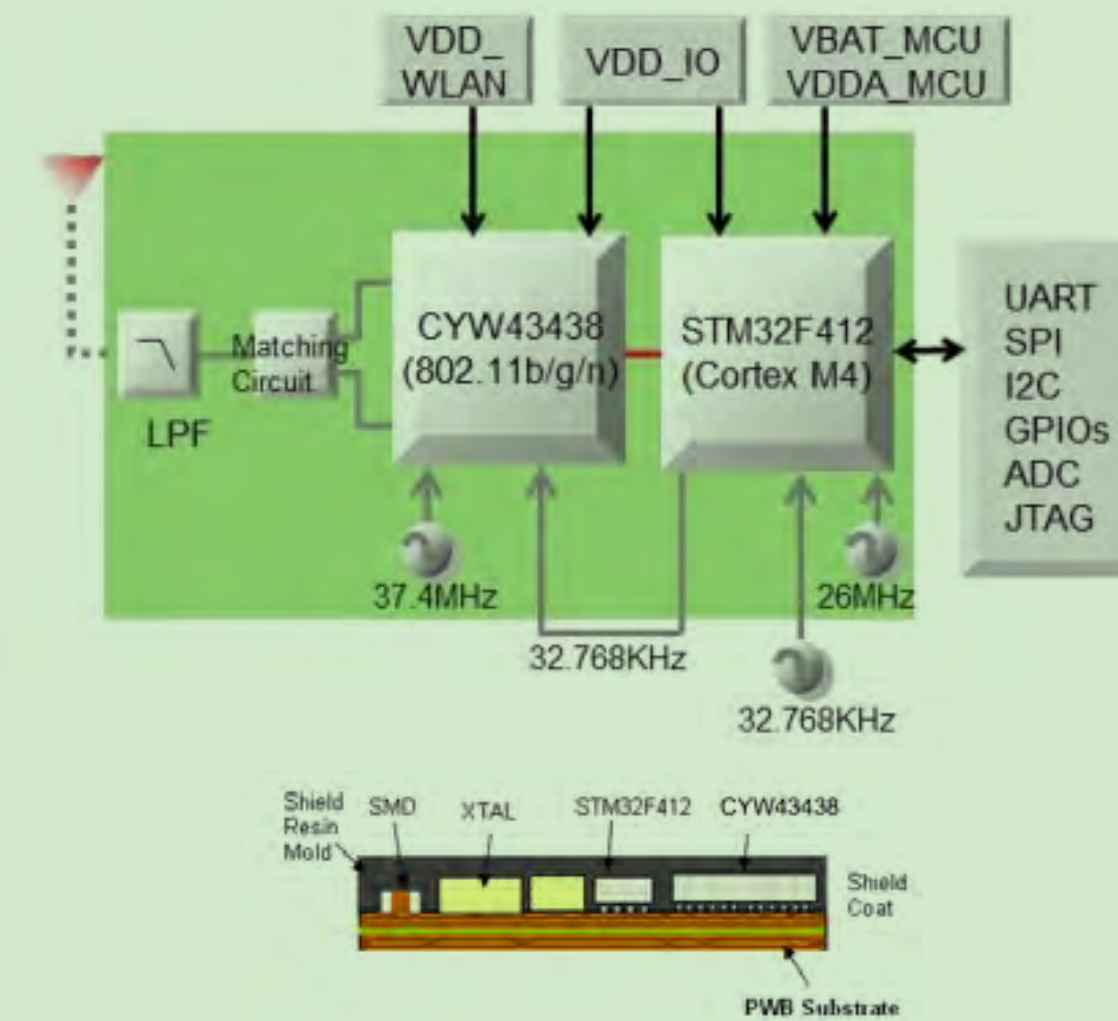 VDD_
WLAN
VDD_IO
VBAT_MCU
VDDA_MCU
CYW43438
(802.11b/g/n)
STM32F412
(Cortex M4)
Matching
Circuit
LPF
UART
SPI
I2C
GPIOs
ADC
JTAG
37.4MHz
26MHz
32.768KHz
32.768KHz
Shield
Resin
Mold
SMD
XTAL
STM32F412
CYW43438
Shield
Coat
PWB Substrate